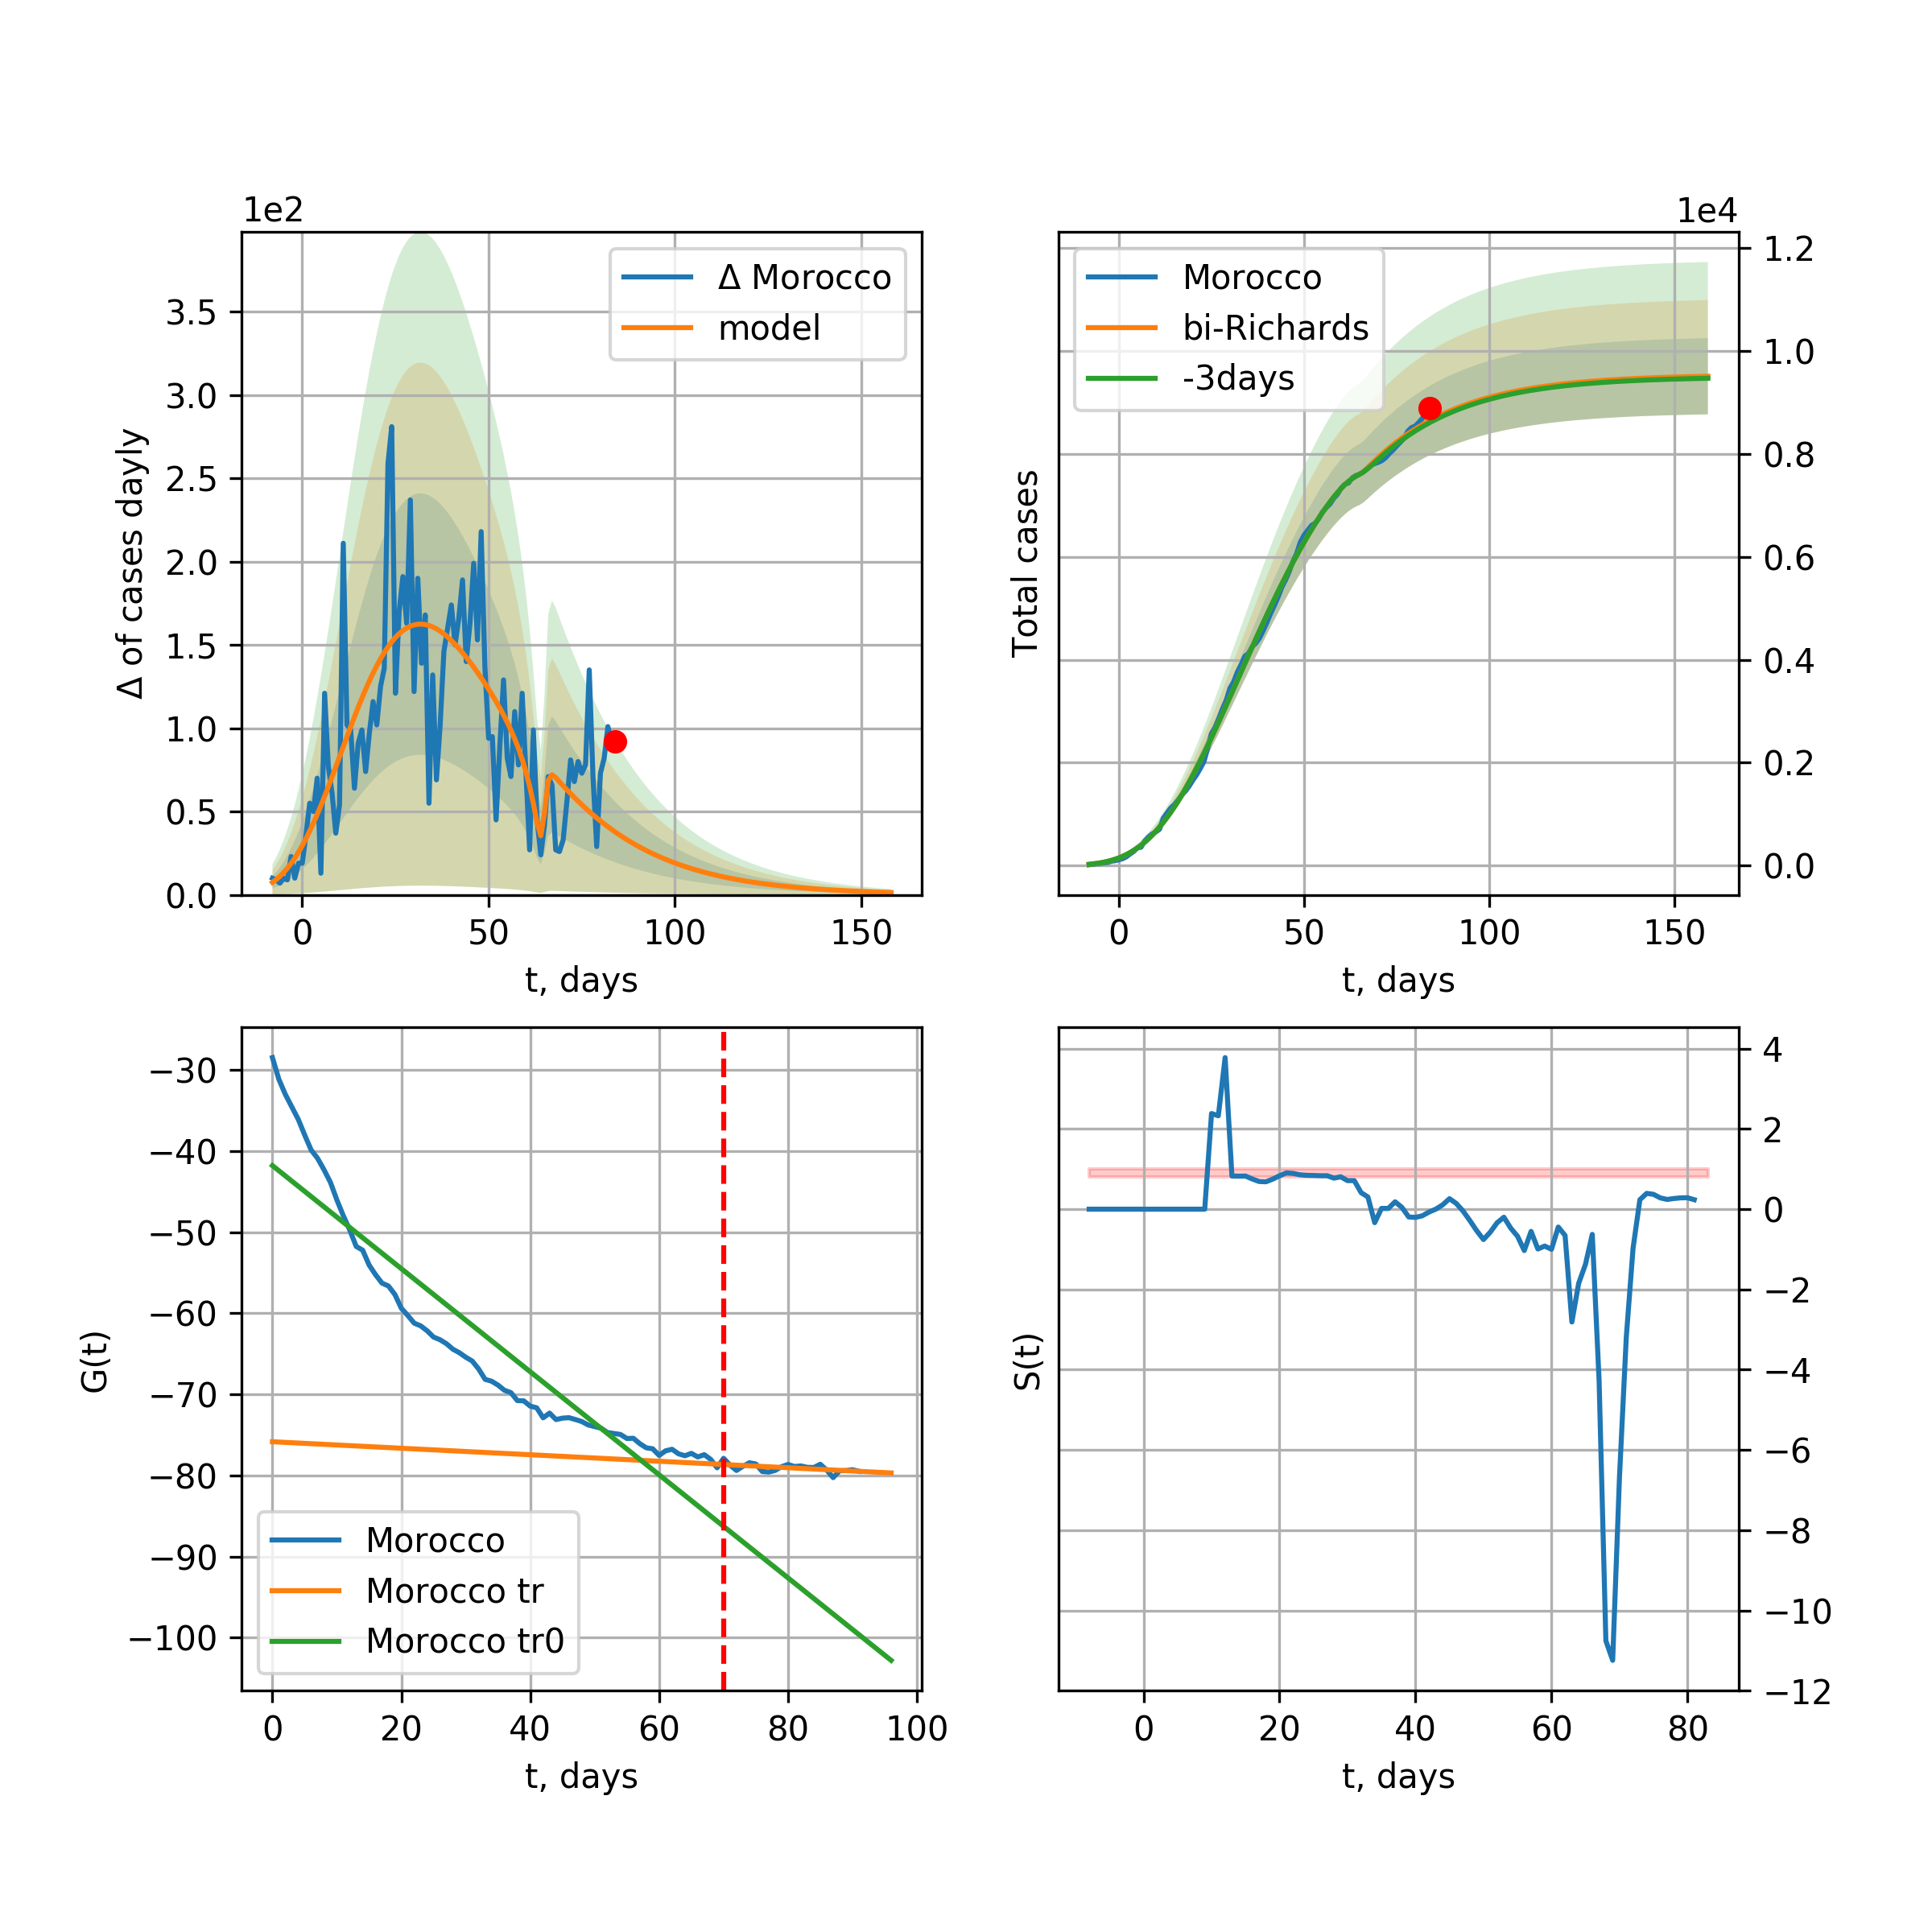 1e2
Δ of cases dayly
3.5
3.0
2.5
2.0
1.5
1.0
0.5
0.0
Δ Morocco
model
0 50 100 150
t, days
1e4
Total cases
Morocco
bi-Richards
-3days
1.2
1.0
0.8
0.6
0.4
0.2
0.0
0 50 100 150
t, days
G(t)
−30
−40
−50
−60
−70
−80
−90
−100
Morocco
Morocco tr
Morocco tr0
0 20 40 60 80 100
t, days
S(t)
4
2
0
−2
−4
−6
−8
−10
−12
0 20 40 60 80
t, days